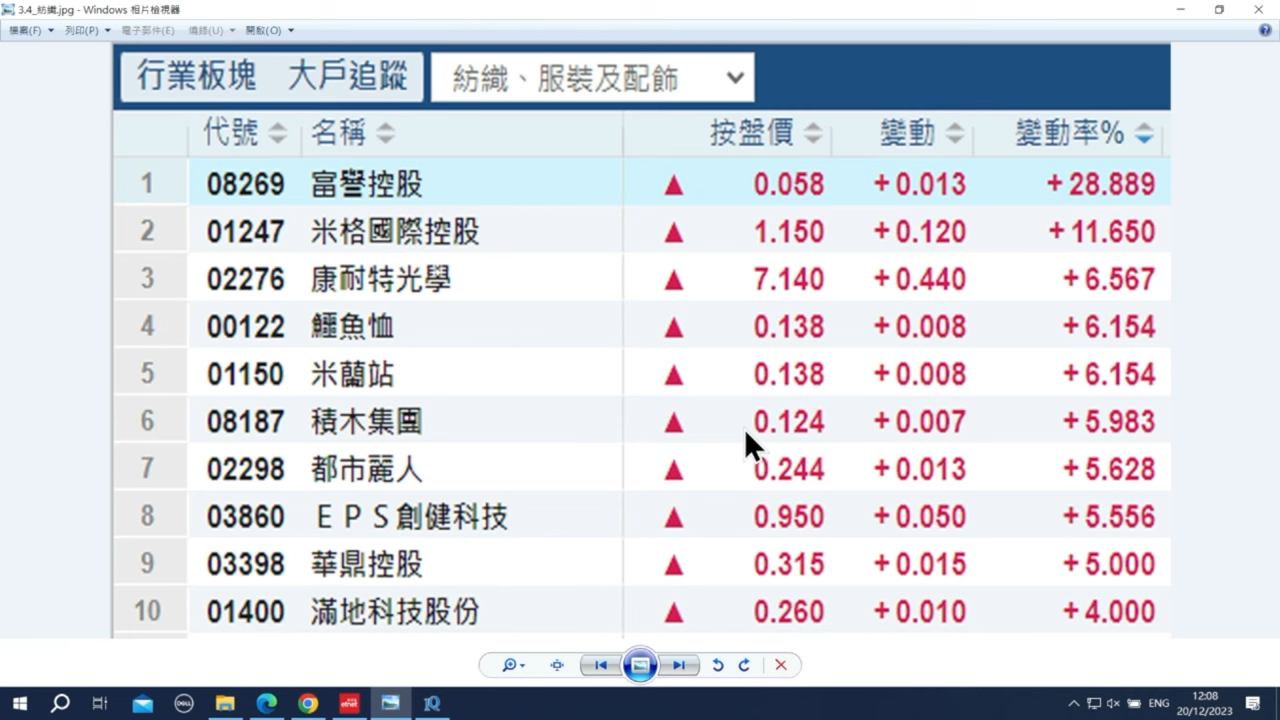 3.4_紡織.jpg - Windows 相片檢視器
檔案(F) 列印(P) 電子郵件(E) 燒錄(U) 開啟(O)
行業板塊 大戶追蹤 紡織、服裝及配飾
代號 名稱 按盤價 變動 變動率%
1 08269 富譽控股 ▲ 0.058 +0.013 +28.889
2 01247 米格國際控股 ▲ 1.150 +0.120 +11.650
3 02276 康耐特光學 ▲ 7.140 +0.440 +6.567
4 00122 鱷魚恤 ▲ 0.138 +0.008 +6.154
5 01150 米蘭站 ▲ 0.138 +0.008 +6.154
6 08187 積木集團 ▲ 0.124 +0.007 +5.983
7 02298 都市麗人 ▲ 0.244 +0.013 +5.628
8 03860 ＥＰＳ創健科技 ▲ 0.950 +0.050 +5.556
9 03398 華鼎控股 ▲ 0.315 +0.015 +5.000
10 01400 滿地科技股份 ▲ 0.260 +0.010 +4.000
DELL etnet IQ ENG 12:08
20/12/2023